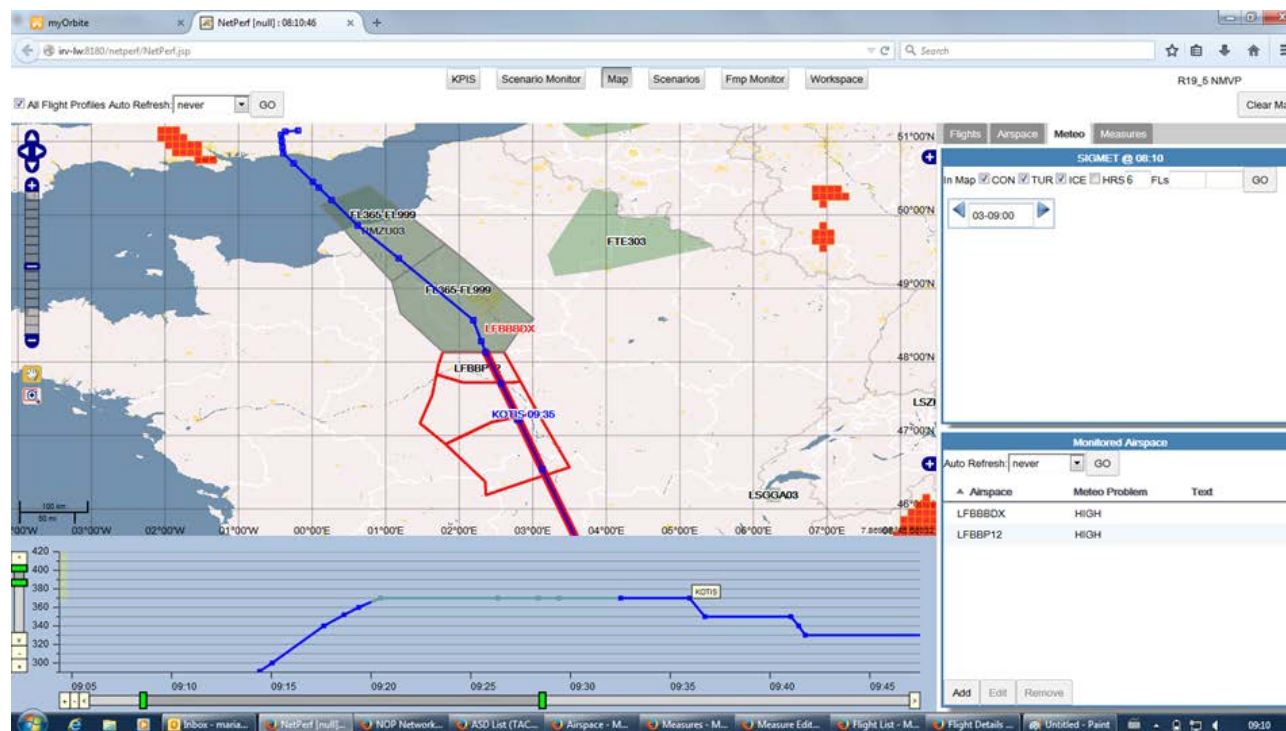 myOrbite × NetPerf [null] : 08:10:46 × +
irv-lw:8180/netperf/NetPerf.jsp Search
KPIS Scenario Monitor Map Scenarios Fmp Monitor Workspace R19_5 NMVP
All Flight Profiles Auto Refresh: never GO Clear Ma
Flights Airspace Meteo Measures
SIGMET @ 08:10
In Map CON TUR ICE HRS 6 FLs GO
03-09:00
51°00'N
50°00'N
FL365-FL999
RMZU03
FTE303
49°00'N
FL365-FL999
LFBBBDX
48°00'N
LFBBP12
LSZ
KOTIS 09:35
47°00'N
LSGGA03
46°
100 km
50 mi
°00'W 03°00'W 02°00'W 01°00'W 00°00'E 01°00'E 02°00'E 03°00'E 04°00'E 05°00'E 06°00'E 07°00'E
Monitored Airspace
Auto Refresh: never GO
Airspace Meteo Problem Text
LFBBBDX HIGH
LFBBP12 HIGH
Add Edit Remove
420
400
380
360
340
320
300
KOTIS
09:05 09:10 09:15 09:20 09:25 09:30 09:35 09:40 09:45
Inbox - maria... NetPerf [null]... NOP Network... ASD List (TAC... Airspace - M... Measures - M... Measure Edit... Flight List - M... Flight Details ... Untitled - Paint 09:10